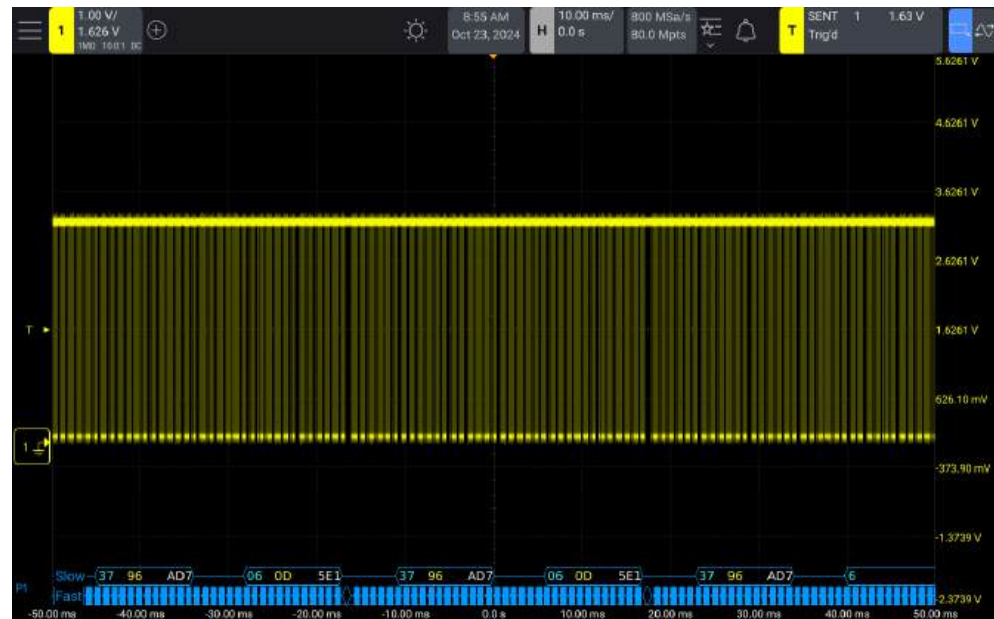 1
1.00 V/
1.626 V
1MΩ 10.0:1 DC
8:55 AM
Oct 23, 2024
H
10.00 ms/
0.0 s
800 MSa/s
80.0 Mpts
T
SENT 1 1.63 V
Trig'd
5.6261 V
4.6261 V
3.6261 V
2.6261 V
T
1.6261 V
626.10 mV
1
-373.90 mV
-1.3739 V
P1
Slow 37 96 AD7 06 0D 5E1 37 96 AD7 06 0D 5E1 37 96 AD7 6
Fast
-2.3739 V
-50.00 ms -40.00 ms -30.00 ms -20.00 ms -10.00 ms 0.0 s 10.00 ms 20.00 ms 30.00 ms 40.00 ms 50.00 ms